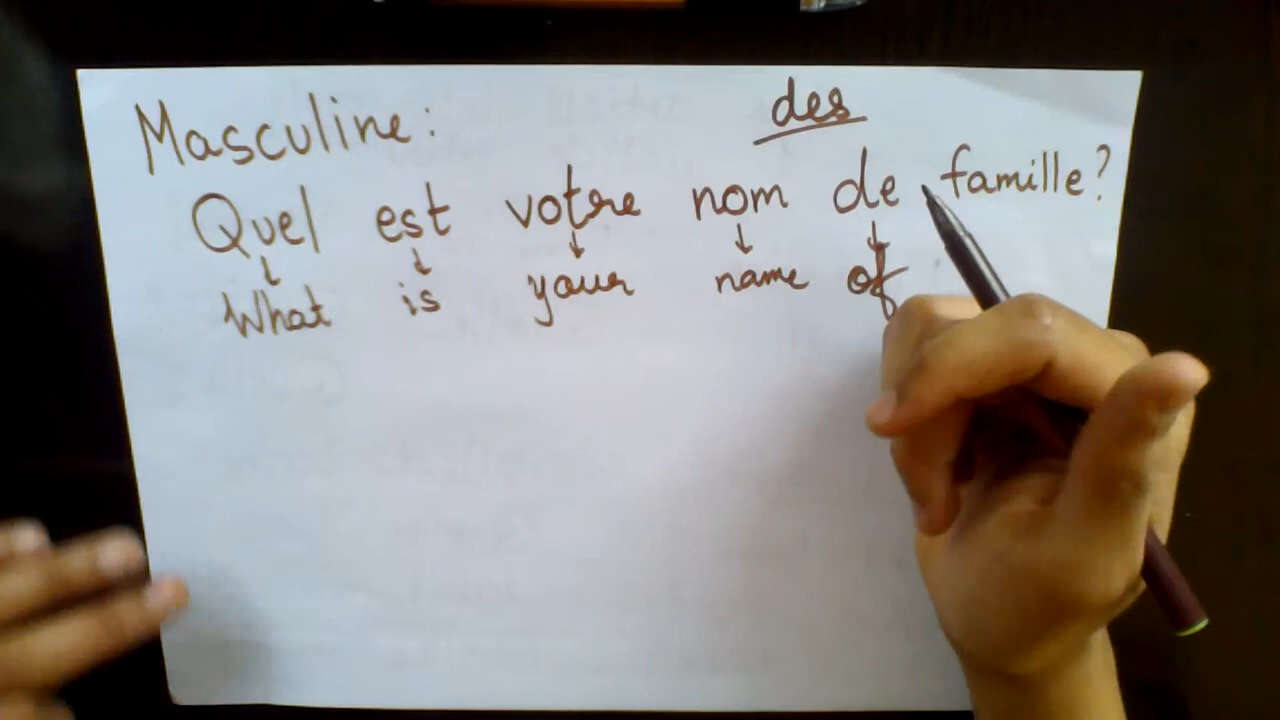 Masculine:
des
Quel est votre nom de famille?
What is your name of